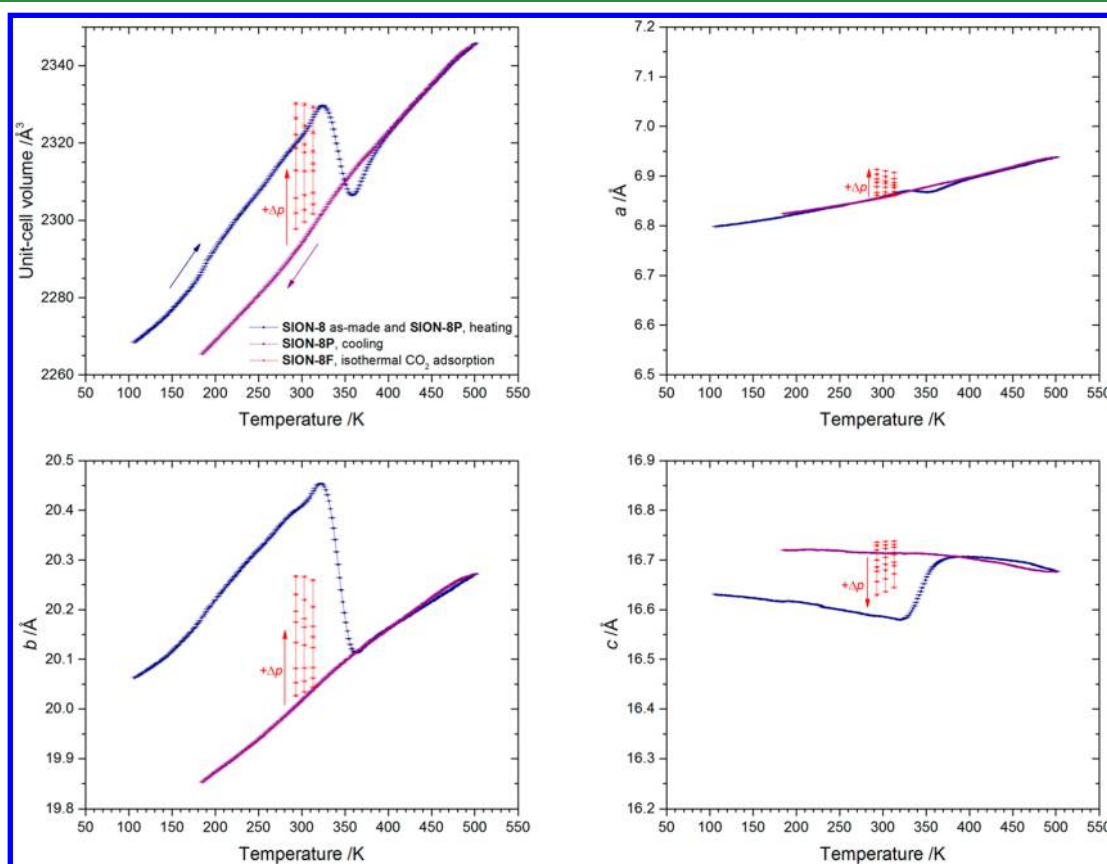 2340
2320
2300
2280
2260
Unit-cell volume /Å³
+Δp
SION-8 as-made and SION-8P, heating
SION-8P, cooling
SION-8F, isothermal CO₂ adsorption
50 100 150 200 250 300 350 400 450 500 550
Temperature /K
7.2
7.1
7.0
6.9
6.8
6.7
6.6
6.5
a /Å
+Δp
50 100 150 200 250 300 350 400 450 500 550
Temperature /K
20.5
20.4
20.3
20.2
20.1
20.0
19.9
19.8
b /Å
+Δp
50 100 150 200 250 300 350 400 450 500 550
Temperature /K
16.9
16.8
16.7
16.6
16.5
16.4
16.3
16.2
c /Å
+Δp
50 100 150 200 250 300 350 400 450 500 550
Temperature /K